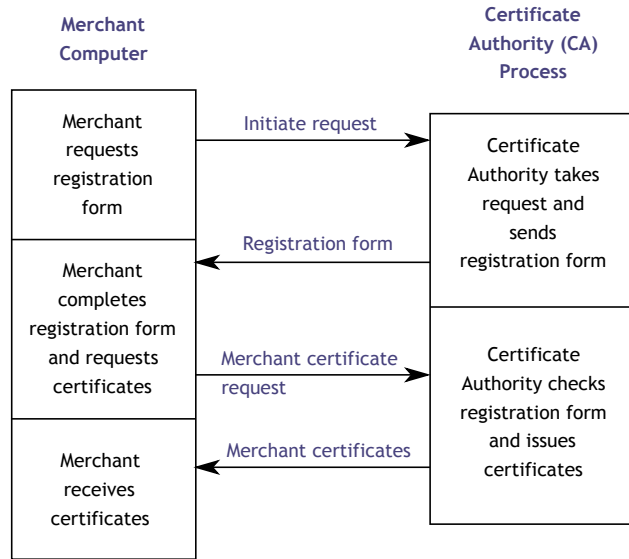 Merchant
Computer
Certificate
Authority (CA)
Process
Merchant
requests
registration
form
Initiate request
Certificate
Authority takes
request and
sends
registration form
Registration form
Merchant
completes
registration form
and requests
certificates
Merchant certificate
request
Certificate
Authority checks
registration form
and issues
certificates
Merchant certificates
Merchant
receives
certificates